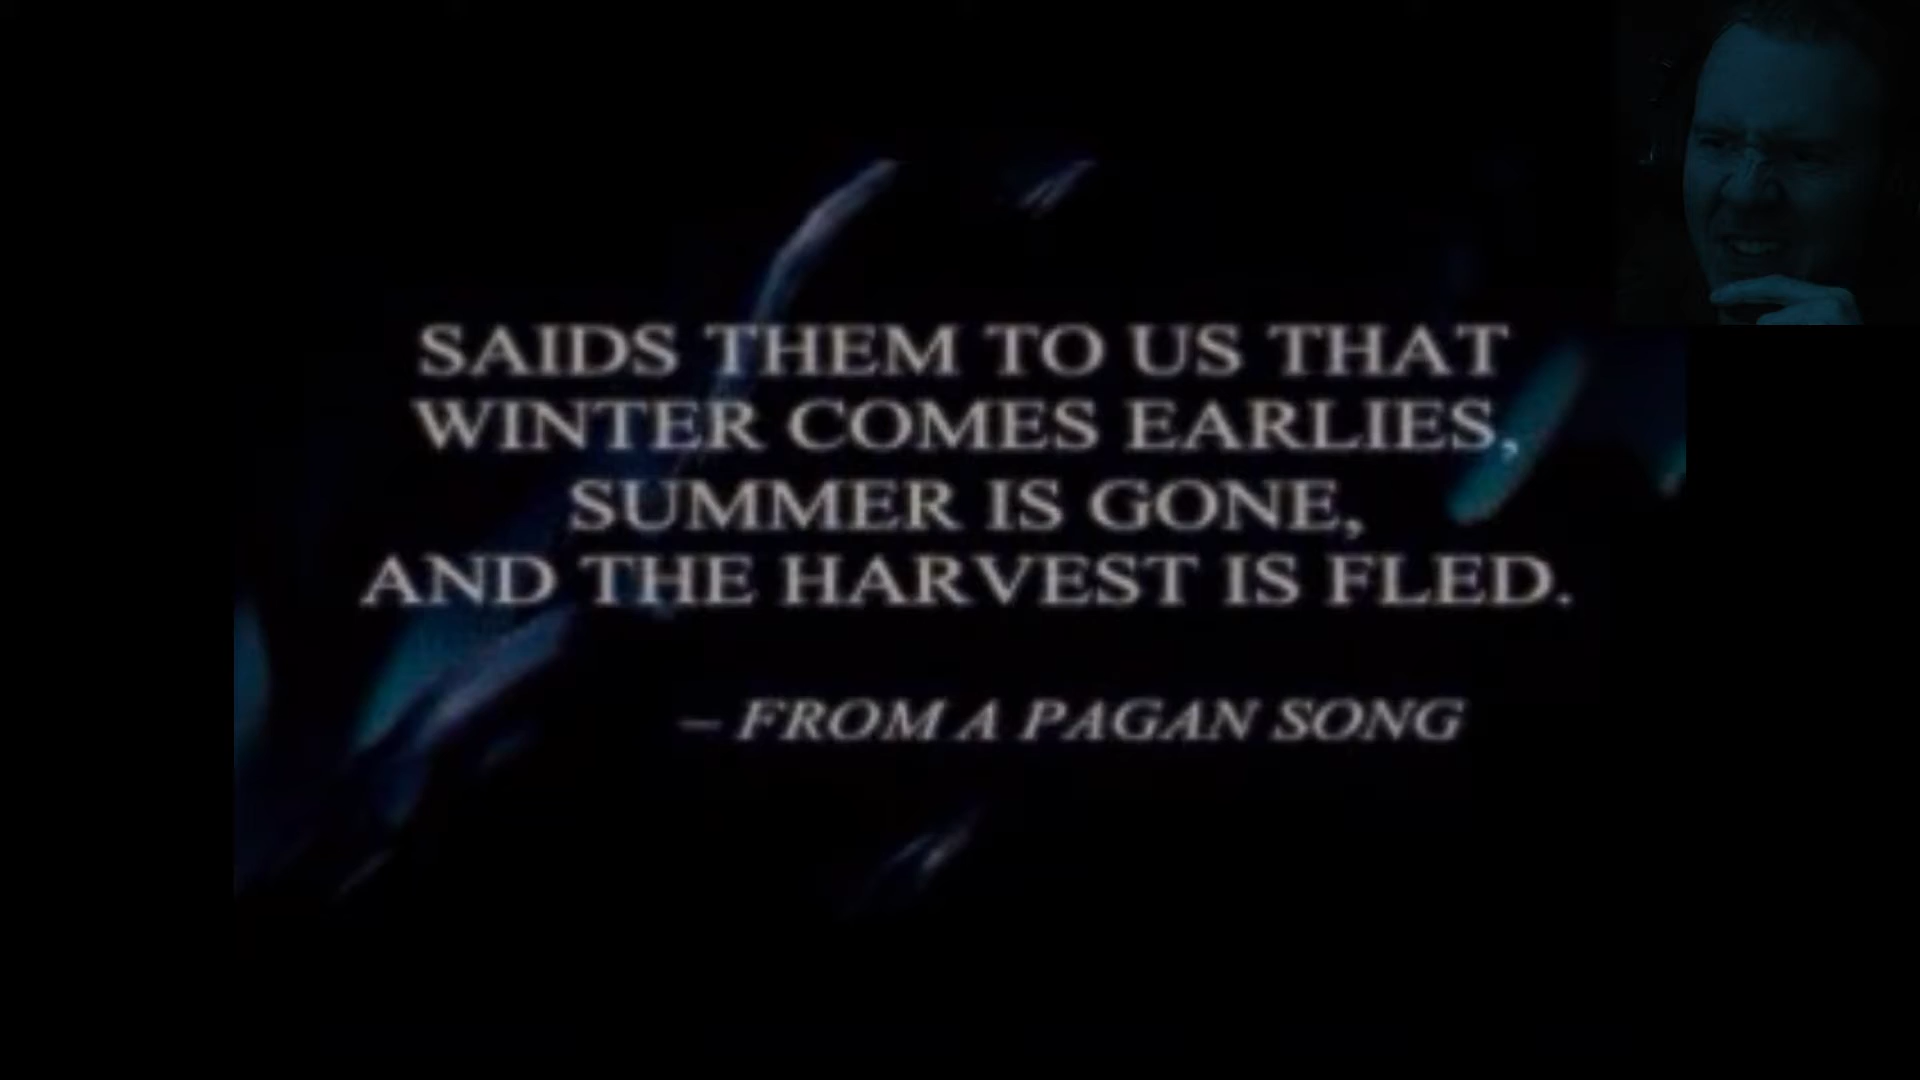 SAIDS THEM TO US THAT
WINTER COMES EARLIES,
SUMMER IS GONE,
AND THE HARVEST IS FLED.
– FROM A PAGAN SONG